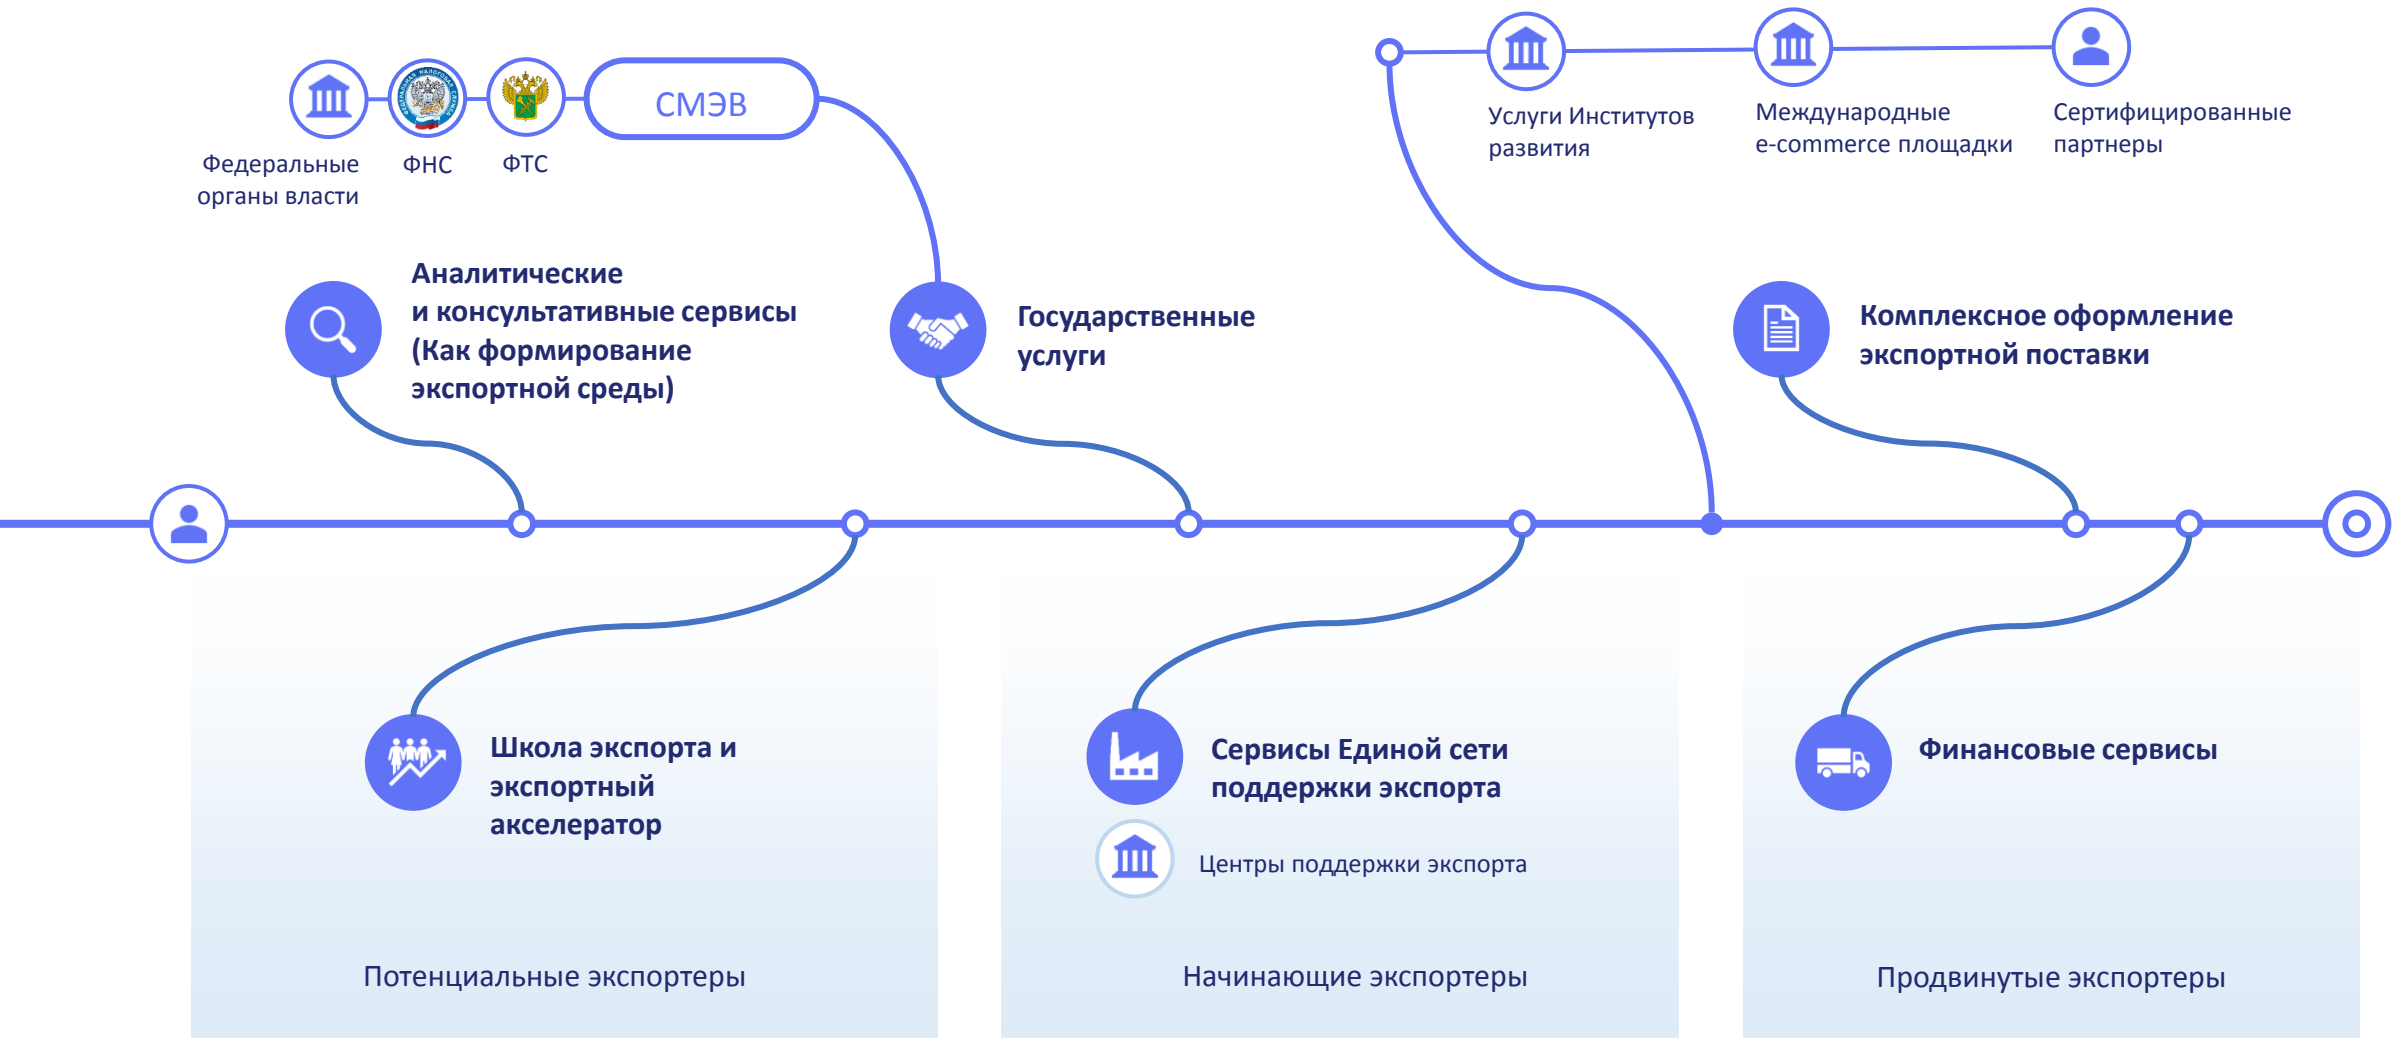 СМЭВ
Федеральные
органы власти
ФНС
ФТС
Услуги Институтов
развития
Международные
e-commerce площадки
Сертифицированные
партнеры
Аналитические
и консультативные сервисы
(Как формирование
экспортной среды)
Государственные
услуги
Комплексное оформление
экспортной поставки
Школа экспорта и
экспортный
акселератор
Сервисы Единой сети
поддержки экспорта
Центры поддержки экспорта
Финансовые сервисы
Потенциальные экспортеры
Начинающие экспортеры
Продвинутые экспортеры